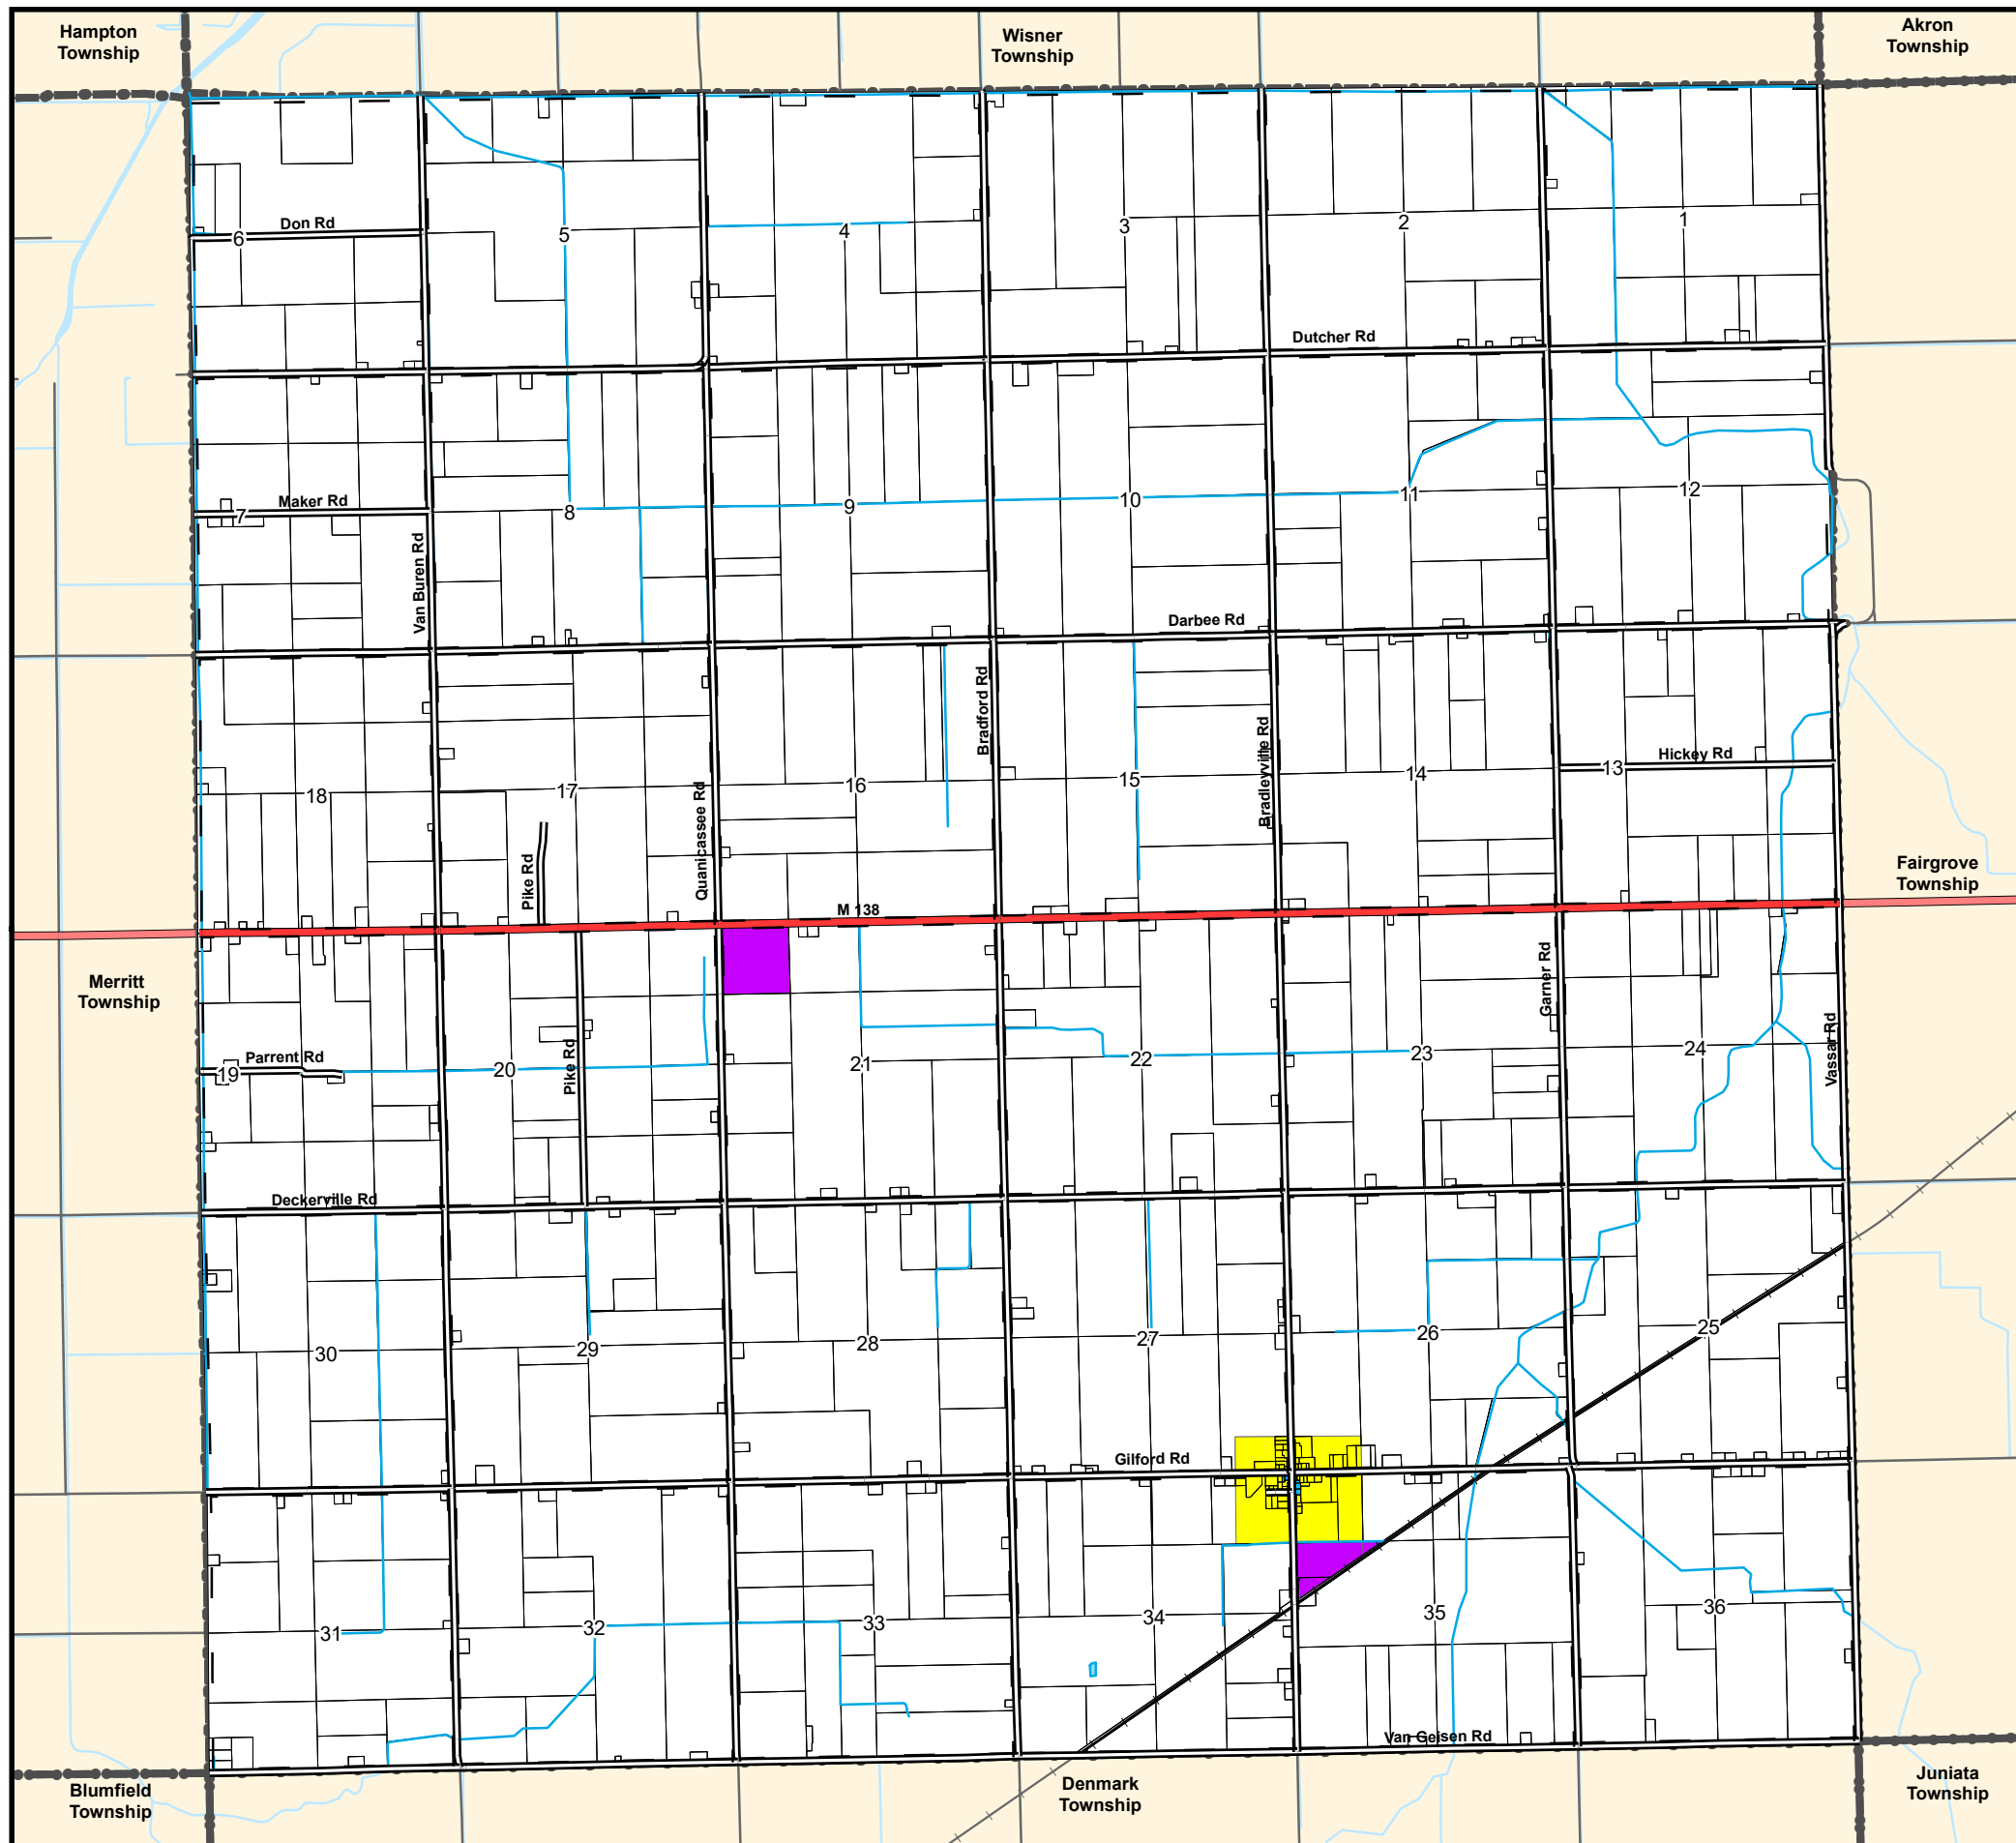 Hampton
Township
Wisner
Township
Akron
Township
Don Rd
6
5
4
3
2
1
Dutcher Rd
Maker Rd
7
8
9
10
11
12
Van Buren Rd
Darbee Rd
Bradford Rd
Bradleyville Rd
Hickey Rd
18
17
16
15
14
13
Quanicassee Rd
Pike Rd
M 138
Fairgrove
Township
Merritt
Township
Garner Rd
Vassar Rd
Parrent Rd
19
20
Pike Rd
21
22
23
24
Deckerville Rd
30
29
28
27
26
25
Gilford Rd
31
32
33
34
35
36
Van Geisen Rd
Blumfield
Township
Denmark
Township
Juniata
Township